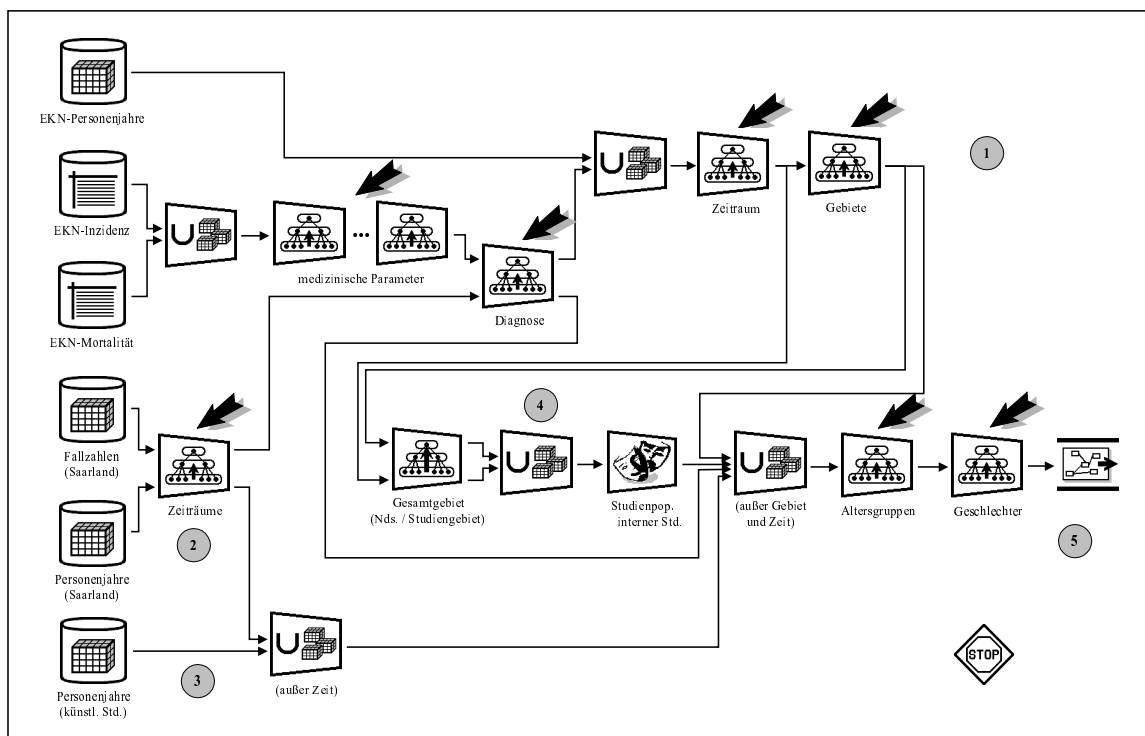 EKN-Personenjahre
EKN-Inzidenz
EKN-Mortalität
medizinische Parameter
Diagnose
Zeitraum
Gebiete
1
Fallzahlen
(Saarland)
Zeiträume
2
Personenjahre
(Saarland)
4
Gesamtgebiet
(Nds. / Studiengebiet)
Studienpop.
interner Std.
(außer Gebiet
und Zeit)
Altersgruppen
Geschlechter
5
Personenjahre
(künstl. Std.)
3
(außer Zeit)
STOP